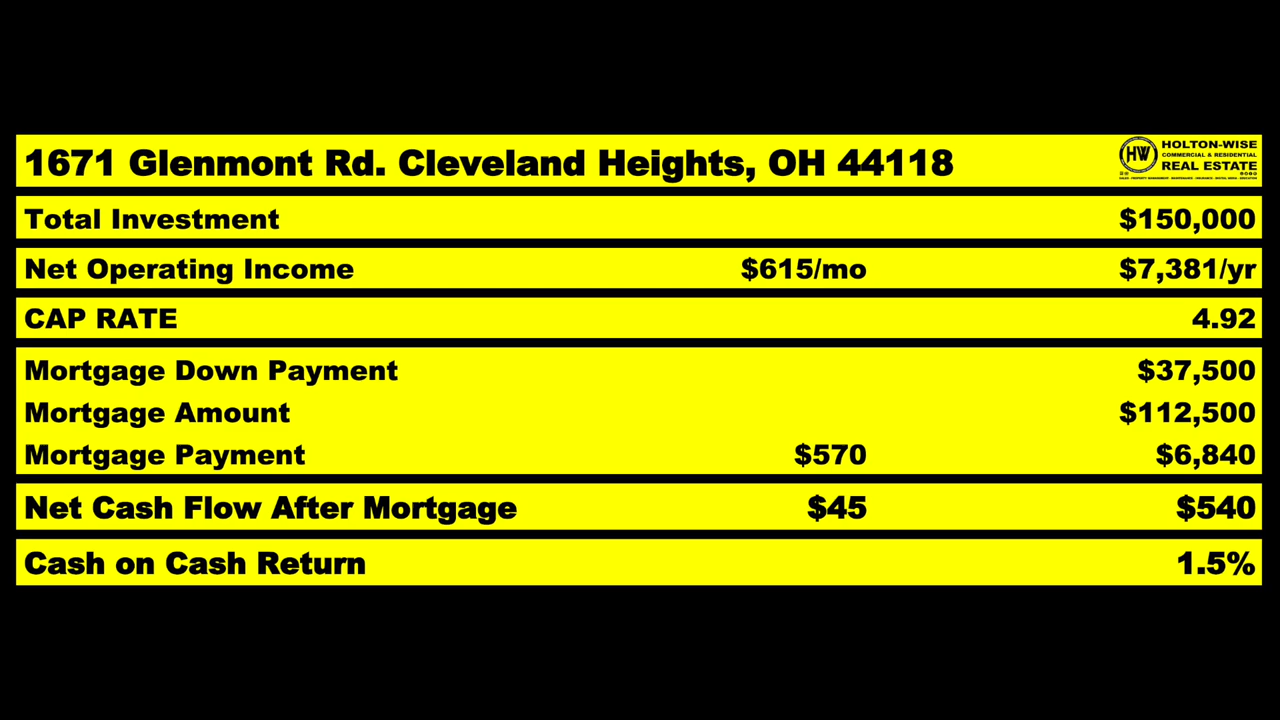 1671 Glenmont Rd. Cleveland Heights, OH 44118
HW HOLTON-WISE
COMMERCIAL & RESIDENTIAL
REAL ESTATE
Total Investment $150,000
Net Operating Income $615/mo $7,381/yr
CAP RATE 4.92
Mortgage Down Payment $37,500
Mortgage Amount $112,500
Mortgage Payment $570 $6,840
Net Cash Flow After Mortgage $45 $540
Cash on Cash Return 1.5%